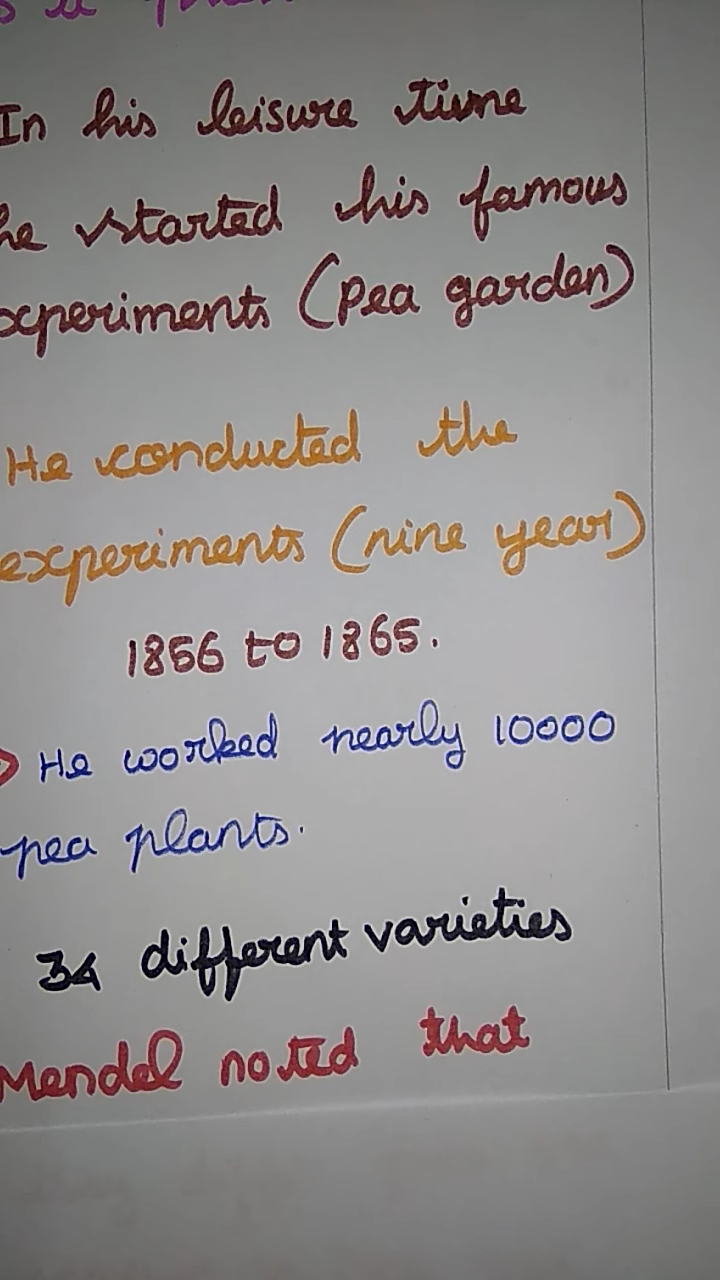 In his leisure time
he started his famous
experiments (pea garden)
He conducted the
experiments (nine year)
1856 to 1865.
He worked nearly 10000
pea plants.
34 different varieties
Mendel noted that